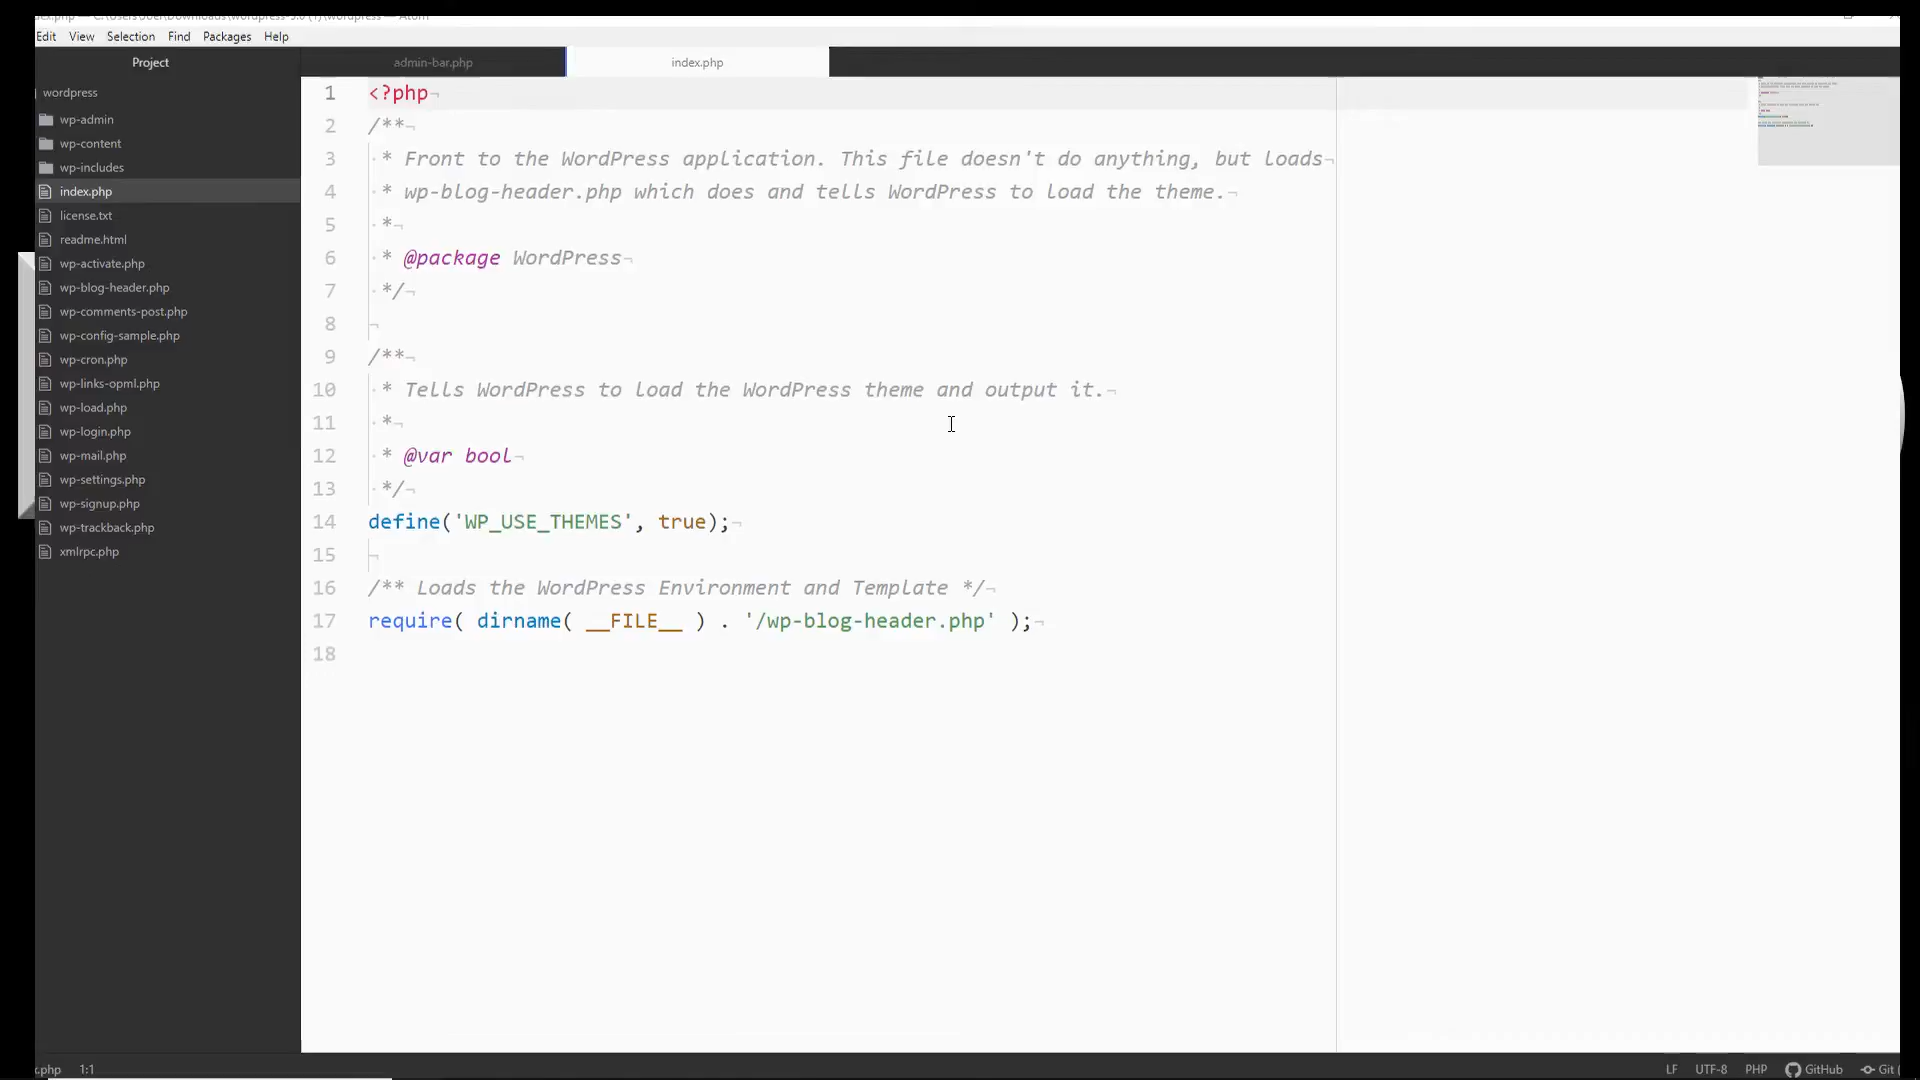 Edit View Selection Find Packages Help
Project
admin-bar.php
index.php
wordpress
wp-admin
wp-content
wp-includes
index.php
license.txt
readme.html
wp-activate.php
wp-blog-header.php
wp-comments-post.php
wp-config-sample.php
wp-cron.php
wp-links-opml.php
wp-load.php
wp-login.php
wp-mail.php
wp-settings.php
wp-signup.php
wp-trackback.php
xmlrpc.php
1 <?php
2 /**
3  * Front to the WordPress application. This file doesn't do anything, but loads
4  * wp-blog-header.php which does and tells WordPress to load the theme.
5  *
6  * @package WordPress
7  */
8
9 /**
10  * Tells WordPress to load the WordPress theme and output it.
11  *
12  * @var bool
13  */
14 define('WP_USE_THEMES', true);
15
16 /** Loads the WordPress Environment and Template */
17 require( dirname( __FILE__ ) . '/wp-blog-header.php' );
18
.php 1:1 LF UTF-8 PHP GitHub Git